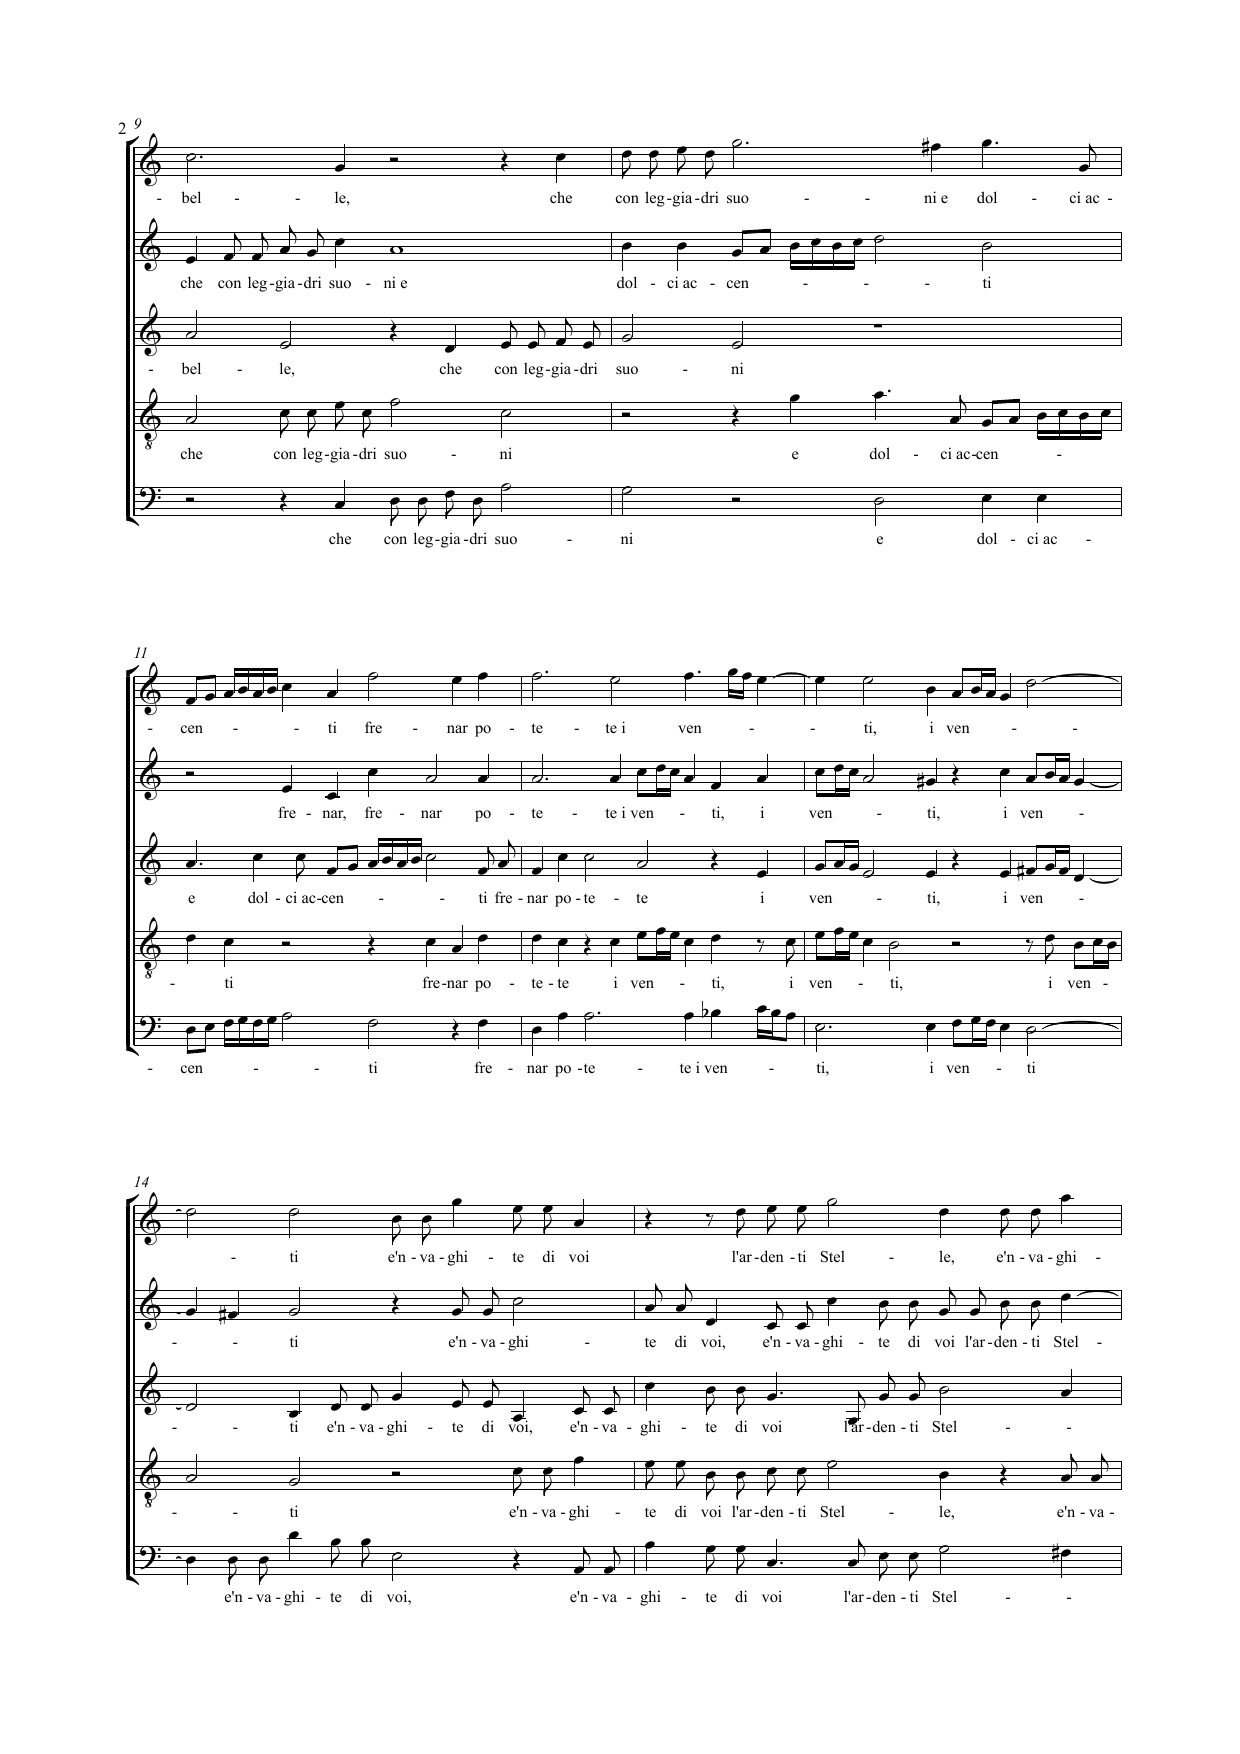 2 9
- bel - - le, che con leg-gia-dri suo - - ni e dol - ci ac -
che con leg-gia-dri suo - ni e dol - ci ac - cen - - - ti
- bel - le, che con leg-gia-dri suo - ni
che con leg-gia-dri suo - ni e dol - ci ac-cen -
che con leg-gia-dri suo - ni e dol - ci ac -
11
- cen - - - ti fre - nar po - te - te i ven - - ti, i ven - -
fre - nar, fre - nar po - te - te i ven - ti, i ven - ti, i ven -
e dol - ci ac-cen - - - ti fre - nar po - te - te i ven - ti, i ven -
- ti fre-nar po - te - te i ven - ti, i ven - ti, i ven -
- cen - - - ti fre - nar po - te - te i ven - ti, i ven - ti
14
- ti e'n - va - ghi - te di voi l'ar-den - ti Stel - le, e'n - va - ghi -
- - ti e'n - va - ghi - te di voi, e'n - va - ghi - te di voi l'ar-den - ti Stel -
- - ti e'n - va - ghi - te di voi, e'n - va - ghi - te di voi l'ar-den - ti Stel - -
- - ti e'n - va - ghi - te di voi l'ar-den - ti Stel - le, e'n - va -
e'n - va - ghi - te di voi, e'n - va - ghi - te di voi l'ar-den - ti Stel - -